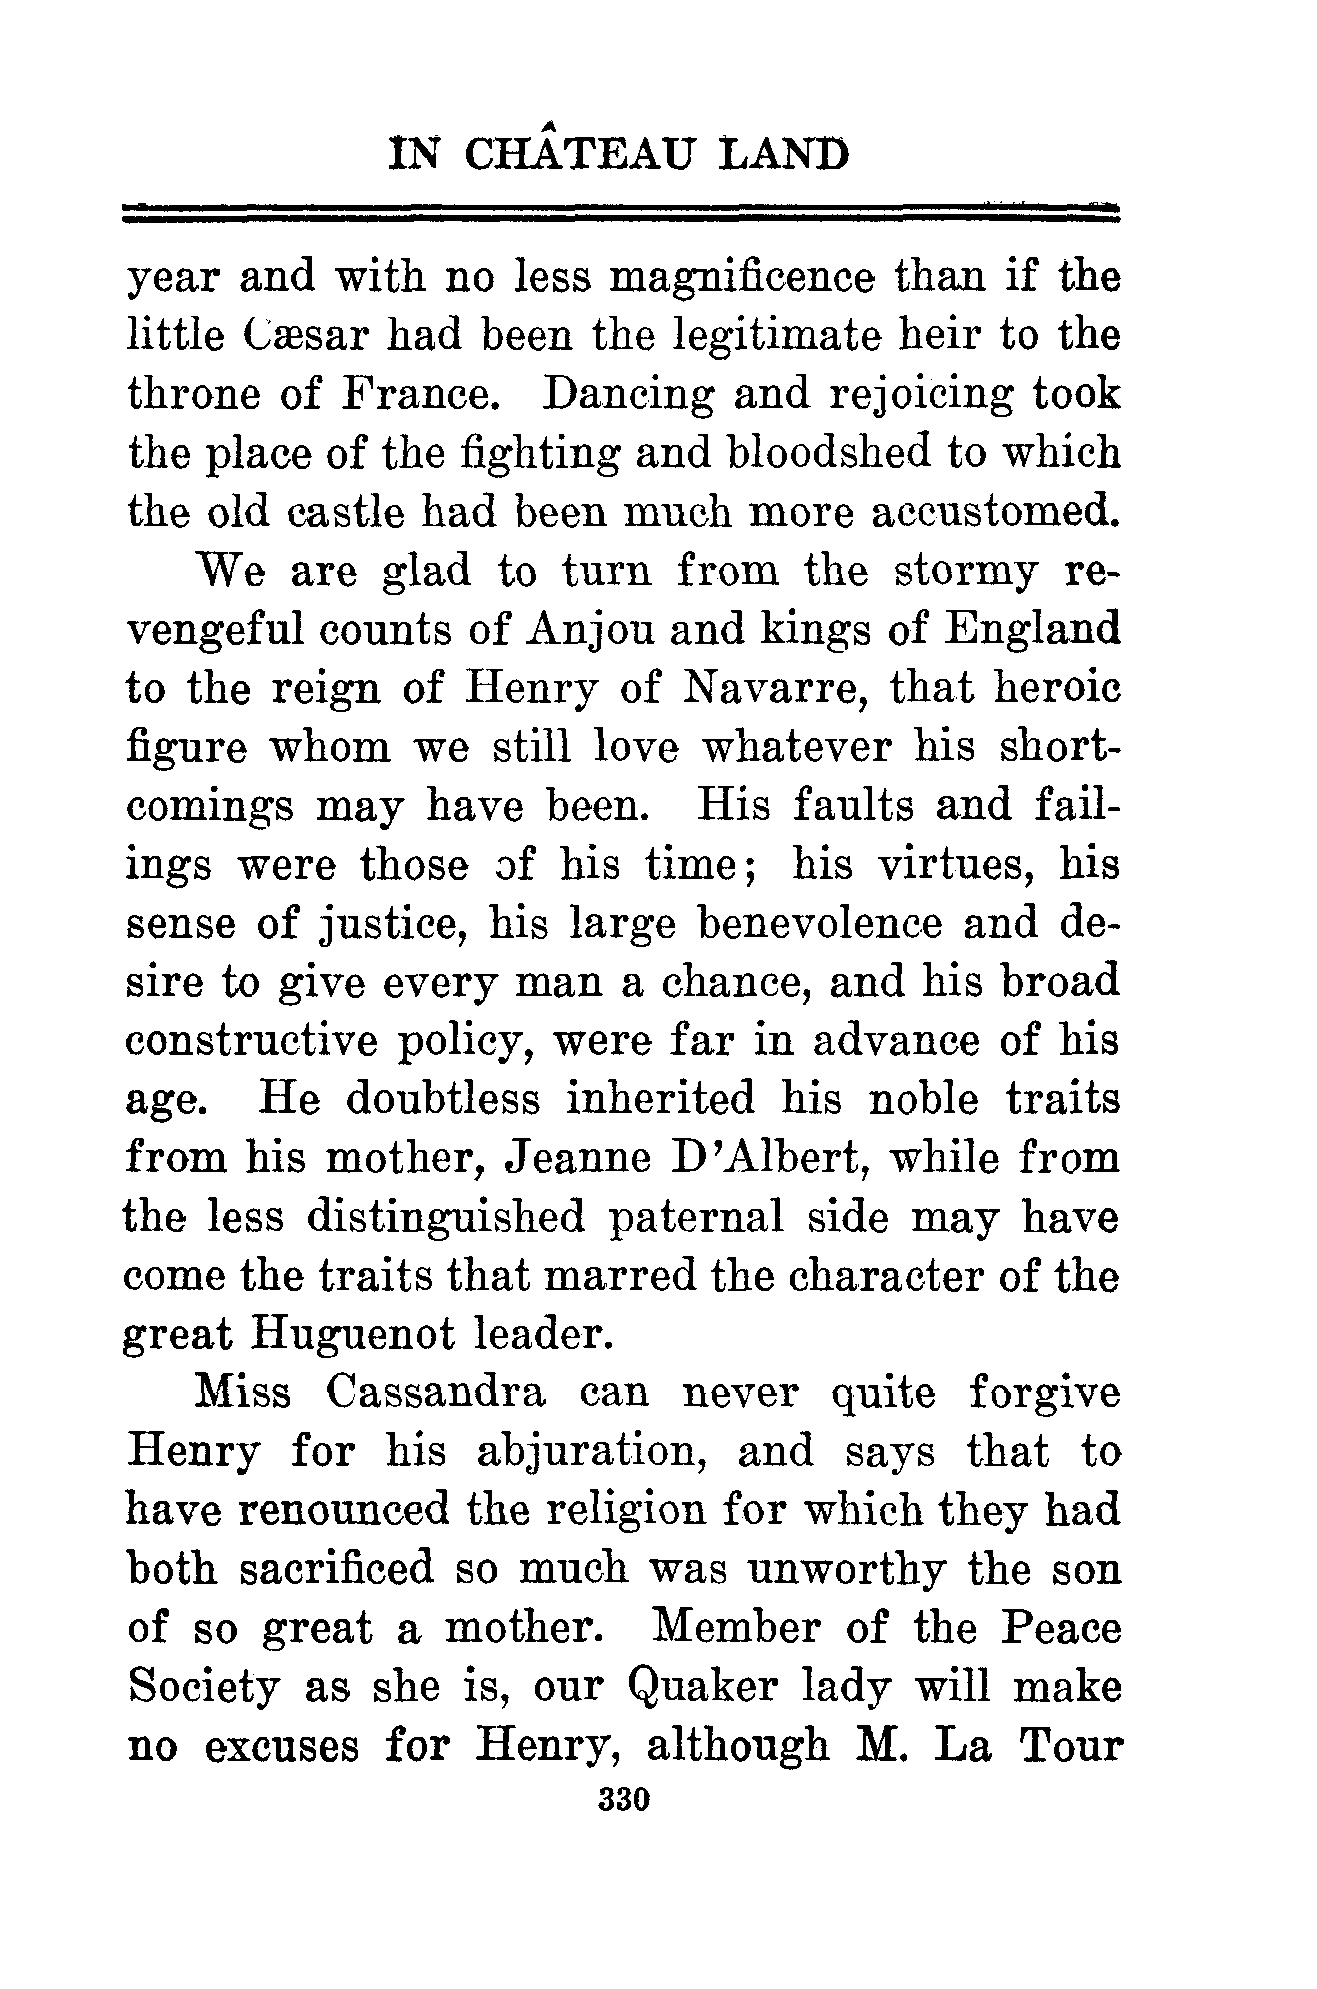 IN CHÂTEAU LAND
year and with no less magnificence than if the
little Cæsar had been the legitimate heir to the
throne of France. Dancing and rejoicing took
the place of the fighting and bloodshed to which
the old castle had been much more accustomed.
We are glad to turn from the stormy re-
vengeful counts of Anjou and kings of England
to the reign of Henry of Navarre, that heroic
figure whom we still love whatever his short-
comings may have been. His faults and fail-
ings were those of his time; his virtues, his
sense of justice, his large benevolence and de-
sire to give every man a chance, and his broad
constructive policy, were far in advance of his
age. He doubtless inherited his noble traits
from his mother, Jeanne D'Albert, while from
the less distinguished paternal side may have
come the traits that marred the character of the
great Huguenot leader.
Miss Cassandra can never quite forgive
Henry for his abjuration, and says that to
have renounced the religion for which they had
both sacrificed so much was unworthy the son
of so great a mother. Member of the Peace
Society as she is, our Quaker lady will make
no excuses for Henry, although M. La Tour
330